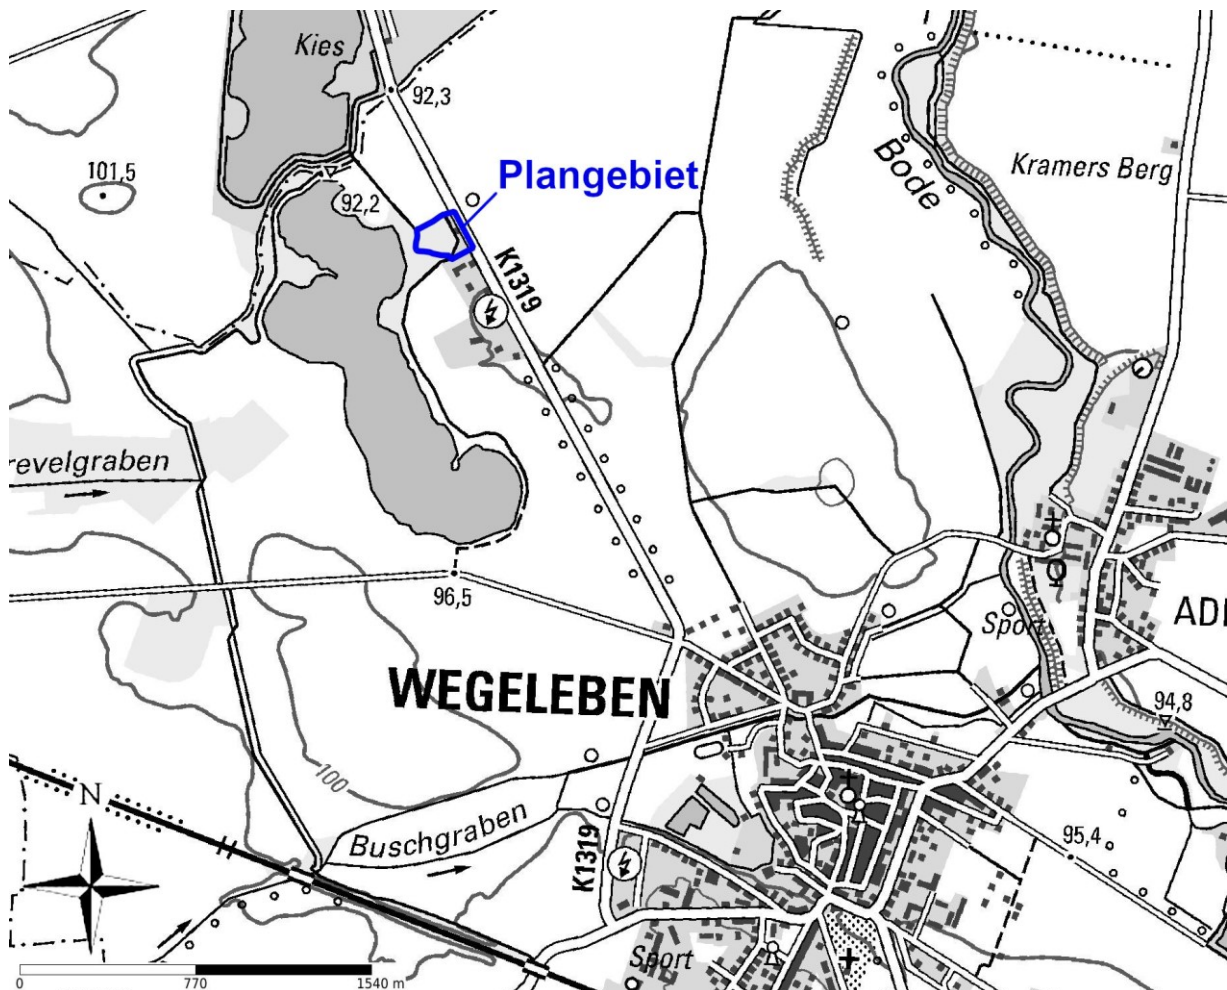 Kies
92,3
101,5
92,2
Plangebiet
Bode
Kramers Berg
K1319
revelgraben
96,5
Sport
ADE
WEGELEBEN
94,8
100
N
Buschgraben
K1319
95,4
Sport
0
770
1540 m